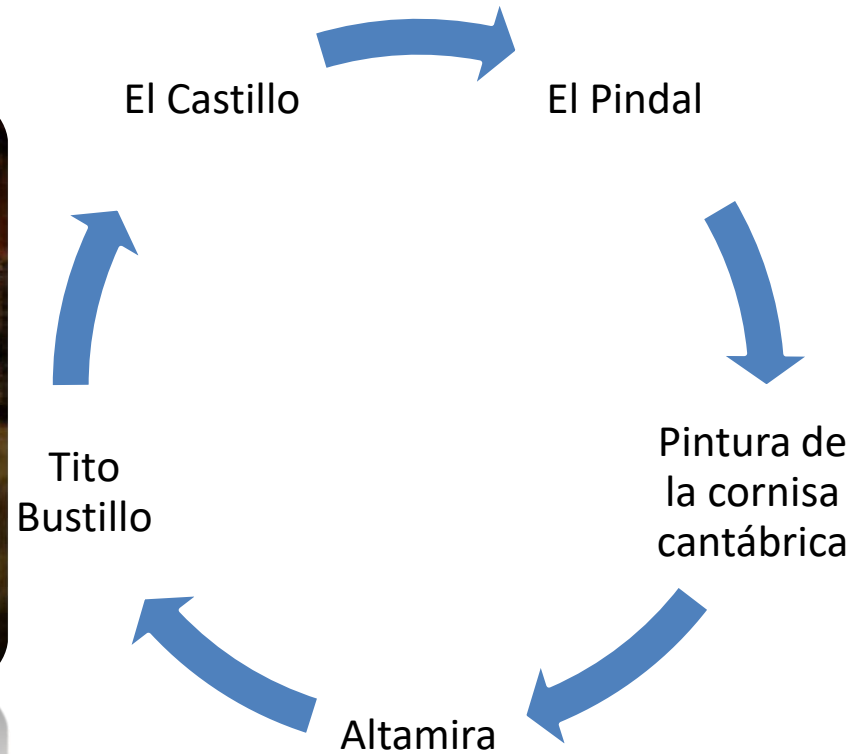 El Castillo
El Pindal
Pintura de
la cornisa
cantábrica
Altamira
Tito
Bustillo